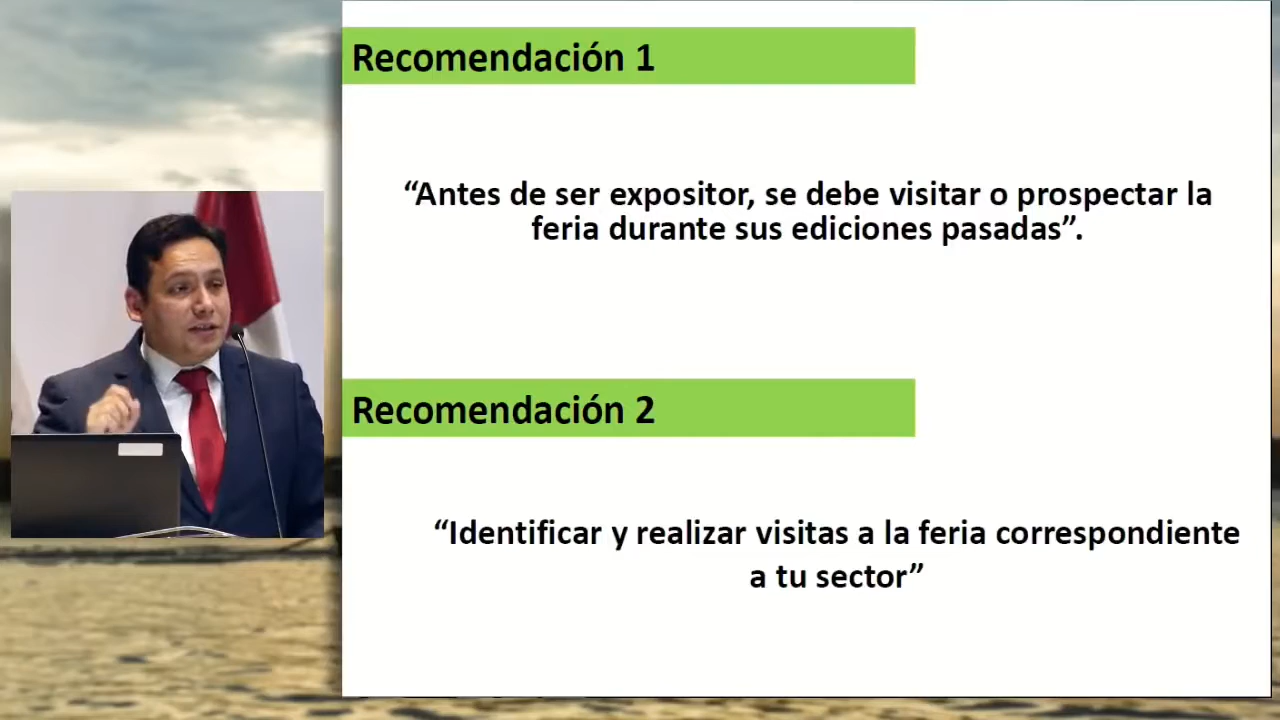 Recomendación 1
“Antes de ser expositor, se debe visitar o prospectar la
feria durante sus ediciones pasadas”.
Recomendación 2
“Identificar y realizar visitas a la feria correspondiente
a tu sector”